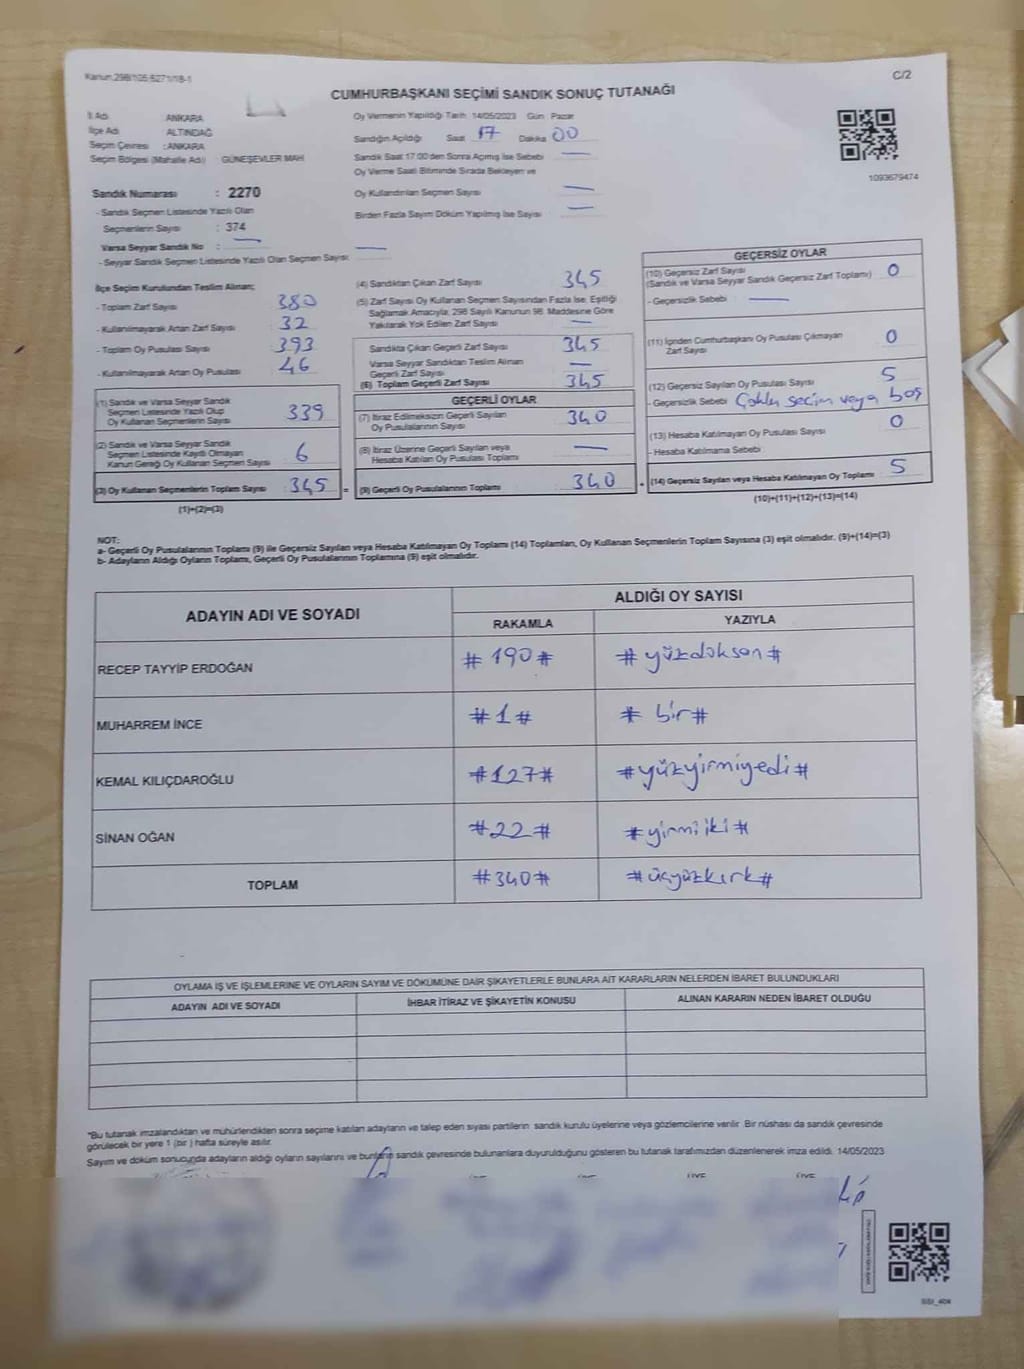 Kanun:298/105,6271/18-1
C/2
CUMHURBAŞKANI SEÇİMİ SANDIK SONUÇ TUTANAĞI
İl Adı ANKARA
İlçe Adı ALTINDAĞ
Seçim Çevresi : ANKARA
Seçim Bölgesi (Mahalle Adı) GÜNEŞEVLER MAH
Sandık Numarası : 2270
- Sandık Seçmen Listesinde Yazılı Olan
Seçmenlerin Sayısı : 374
Varsa Seyyar Sandık No : —
- Seyyar Sandık Seçmen Listesinde Yazılı Olan Seçmen Sayısı: —
Oy Vermenin Yapıldığı Tarih 14/05/2023 Gün Pazar
Sandığın Açıldığı Saat 17 Dakika 00
Sandık Saat 17:00'den Sonra Açılmış İse Sebebi —
Oy Verme Saati Bitiminde Sırada Bekleyen ve
Oy Kullandırılan Seçmen Sayısı —
Birden Fazla Sayım Döküm Yapılmış İse Sayısı —
1093679474
İlçe Seçim Kurulundan Teslim Alınan;
- Toplam Zarf Sayısı 380
- Kullanılmayarak Artan Zarf Sayısı 32
- Toplam Oy Pusulası Sayısı 393
- Kullanılmayarak Artan Oy Pusulası 46
(1) Sandık ve Varsa Seyyar Sandık
Seçmen Listesinde Yazılı Olup
Oy Kullanan Seçmenlerin Sayısı 339
(2) Sandık ve Varsa Seyyar Sandık
Seçmen Listesinde Kayıtlı Olmayan
Kanun Gereği Oy Kullanan Seçmen Sayısı 6
(3) Oy Kullanan Seçmenlerin Toplam Sayısı 345 =
(1)+(2)=(3)
(4) Sandıktan Çıkan Zarf Sayısı 345
(5) Zarf Sayısı Oy Kullanan Seçmen Sayısından Fazla İse, Eşitliği
Sağlamak Amacıyla, 298 Sayılı Kanunun 98. Maddesine Göre
Yakılarak Yok Edilen Zarf Sayısı —
Sandıkta Çıkan Geçerli Zarf Sayısı 345
Varsa Seyyar Sandıktan Teslim Alınan
Geçerli Zarf Sayısı —
(6) Toplam Geçerli Zarf Sayısı 345
GEÇERLİ OYLAR
(7) İtiraz Edilmeksizin Geçerli Sayılan
Oy Pusulalarının Sayısı 340
(8) İtiraz Üzerine Geçerli Sayılan veya
Hesaba Katılan Oy Pusulası Toplamı —
(9) Geçerli Oy Pusulalarının Toplamı 340 +
GEÇERSİZ OYLAR
(10) Geçersiz Zarf Sayısı
(Sandık ve Varsa Seyyar Sandık Geçersiz Zarf Toplamı) 0
- Geçersizlik Sebebi —
(11) İçinden Cumhurbaşkanı Oy Pusulası Çıkmayan
Zarf Sayısı 0
(12) Geçersiz Sayılan Oy Pusulası Sayısı 5
- Geçersizlik Sebebi Çoklu seçim veya boş
(13) Hesaba Katılmayan Oy Pusulası Sayısı 0
- Hesaba Katılmama Sebebi
(14) Geçersiz Sayılan veya Hesaba Katılmayan Oy Toplamı 5
(10)+(11)+(12)+(13)=(14)
NOT:
a- Geçerli Oy Pusulalarının Toplamı (9) ile Geçersiz Sayılan veya Hesaba Katılmayan Oy Toplamı (14) Toplamları, Oy Kullanan Seçmenlerin Toplam Sayısına (3) eşit olmalıdır. (9)+(14)=(3)
b- Adayların Aldığı Oyların Toplamı, Geçerli Oy Pusulalarının Toplamına (9) eşit olmalıdır.
ADAYIN ADI VE SOYADI
ALDIĞI OY SAYISI
RAKAMLA YAZIYLA
RECEP TAYYİP ERDOĞAN #190# #yüzdoksan#
MUHARREM İNCE #1# # bir#
KEMAL KILIÇDAROĞLU #127# #yüzyirmiyedi#
SİNAN OĞAN #22# #yirmi iki#
TOPLAM #340# #üçyüzkırk#
OYLAMA İŞ VE İŞLEMLERİNE VE OYLARIN SAYIM VE DÖKÜMÜNE DAİR ŞİKAYETLERLE BUNLARA AİT KARARLARIN NELERDEN İBARET BULUNDUKLARI
ADAYIN ADI VE SOYADI İHBAR İTİRAZ VE ŞİKAYETİN KONUSU ALINAN KARARIN NEDEN İBARET OLDUĞU
*Bu tutanak imzalandıktan ve mühürlendikten sonra seçime katılan adayların ve talep eden siyasi partilerin sandık kurulu üyelerine veya gözlemcilerine verilir. Bir nüshası da sandık çevresinde
görülecek bir yere 1 (bir ) hafta süreyle asılır.
Sayım ve döküm sonucunda adayların aldığı oyların sayılarını ve bunların sandık çevresinde bulunanlara duyurulduğunu gösteren bu tutanak tarafımızdan düzenlenerek imza edildi. 14/05/2023